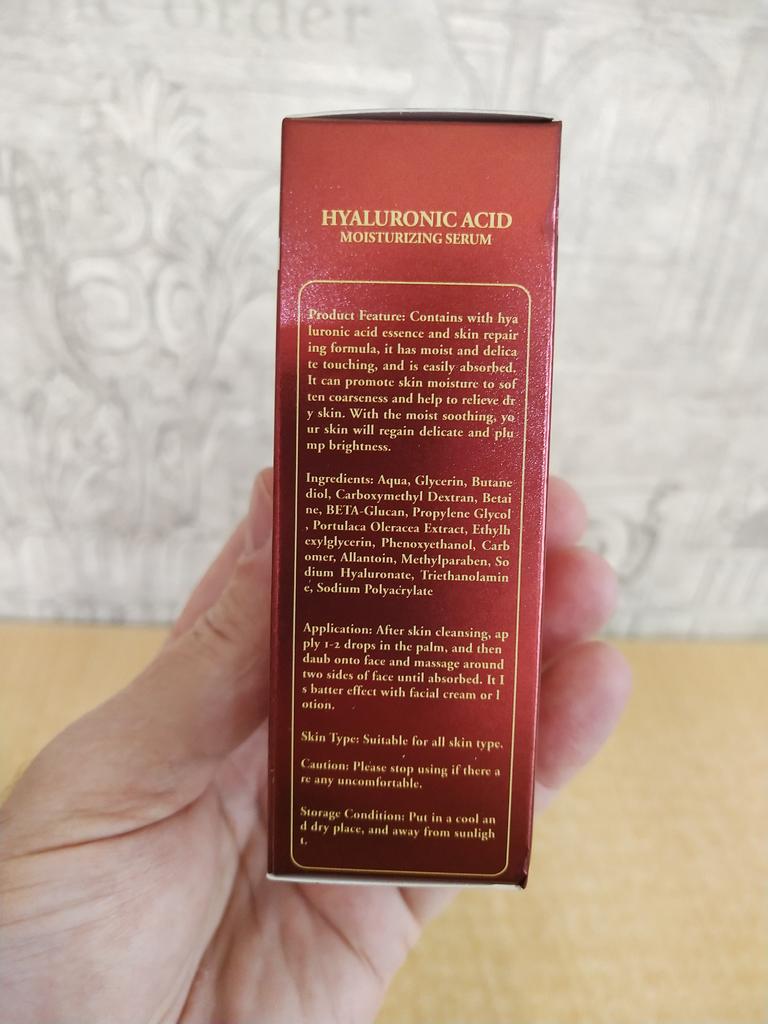 he order
HYALURONIC ACID
MOISTURIZING SERUM
Product Feature: Contains with hya
luronic acid essence and skin repair
ing formula, it has moist and delica
te touching, and is easily absorbed.
It can promote skin moisture to sof
ten coarseness and help to relieve dr
y skin. With the moist soothing, yo
ur skin will regain delicate and plu
mp brightness.
Ingredients: Aqua, Glycerin, Butane
diol, Carboxymethyl Dextran, Betai
ne, BETA-Glucan, Propylene Glycol
, Portulaca Oleracea Extract, Ethylh
exylglycerin, Phenoxyethanol, Carb
omer, Allantoin, Methylparaben, So
dium Hyaluronate, Triethanolamin
e, Sodium Polyacrylate
Application: After skin cleansing, ap
ply 1-2 drops in the palm, and then
daub onto face and massage around
two sides of face until absorbed. It I
s batter effect with facial cream or l
otion.
Skin Type: Suitable for all skin type.
Caution: Please stop using if there a
re any uncomfortable.
Storage Condition: Put in a cool an
d dry place, and away from sunligh
t.